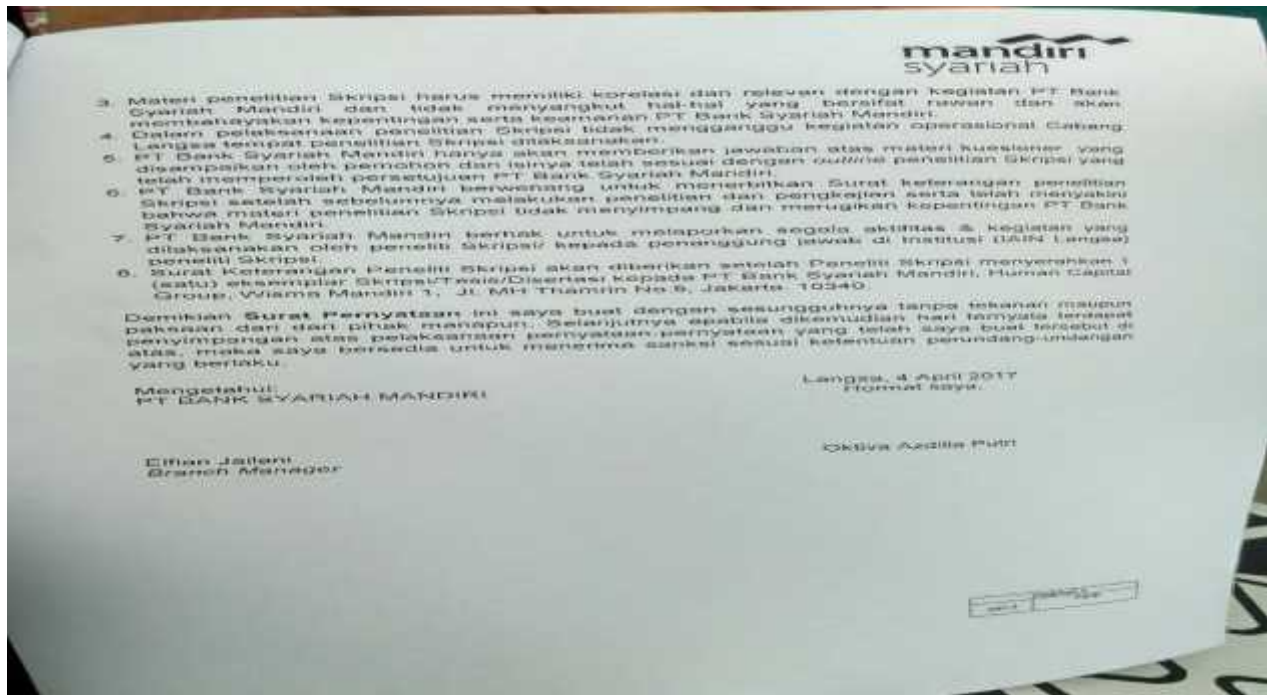 mandiri
syariah
3. Materi penelitian Skripsi harus memiliki korelasi dan relevan dengan kegiatan PT Bank
Syariah Mandiri dan tidak menyangkut hal-hal yang bersifat rawan dan akan
membahayakan kepentingan serta keamanan PT Bank Syariah Mandiri.
4. Dalam pelaksanaan penelitian Skripsi tidak mengganggu kegiatan operasional Cabang
Langsa tempat penelitian Skripsi dilaksanakan.
5. PT Bank Syariah Mandiri hanya akan memberikan jawaban atas materi kuesioner yang
disampaikan oleh pemohon dan isinya telah sesuai dengan outline penelitian Skripsi yang
telah memperoleh persetujuan PT Bank Syariah Mandiri.
6. PT Bank Syariah Mandiri berwenang untuk menerbitkan Surat keterangan penelitian
Skripsi setelah sebelumnya melakukan penelitian dan pengkajian serta telah menyakini
bahwa materi penelitian Skripsi tidak menyimpang dan merugikan kepentingan PT Bank
Syariah Mandiri.
7. PT Bank Syariah Mandiri berhak untuk melaporkan segola aktifitas & kegiatan yang
dilaksanakan oleh peneliti Skripsi/ kepada penanggung jawab di Institusi (IAIN Langsa)
peneliti Skripsi.
8. Surat Keterangan Peneliti Skripsi akan diberikan setelah Peneliti Skripsi menyerahkan 1
(satu) eksemplar Skripsi/Tesis/Disertasi kepada PT Bank Syariah Mandiri, Human Capital
Group, Wisma Mandiri 1, Jl. MH Thamrin No.5, Jakarta 10340.
Demikian Surat Pernyataan ini saya buat dengan sesungguhnya tanpa tekanan maupun
paksaan dari dari pihak manapun. Selanjutnya apabila dikemudian hari ternyata terdapat
penyimpangan atas pelaksanaan pernyataan-pernyataan yang telah saya buat tersebut di
atas, maka saya bersedia untuk menerima sanksi sesuai ketentuan perundang-undangan
yang berlaku.
Mengetahui:
PT BANK SYARIAH MANDIRI
Langsa, 4 April 2017
Hormat saya,
Elfian Jailani
Branch Manager
Oktiva Azdilla Putri